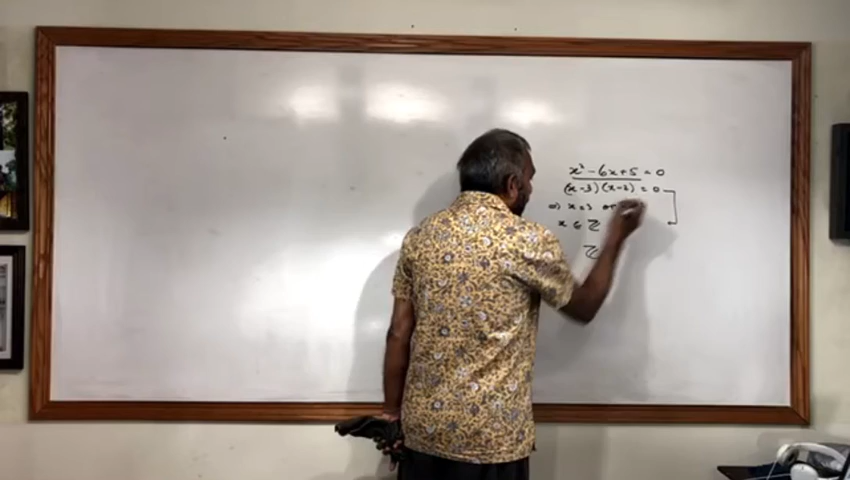 x² - 6x + 5 = 0
(x-3)(x-2) = 0
⇒ x = 3 or
x ∈ ℤ
ℤ